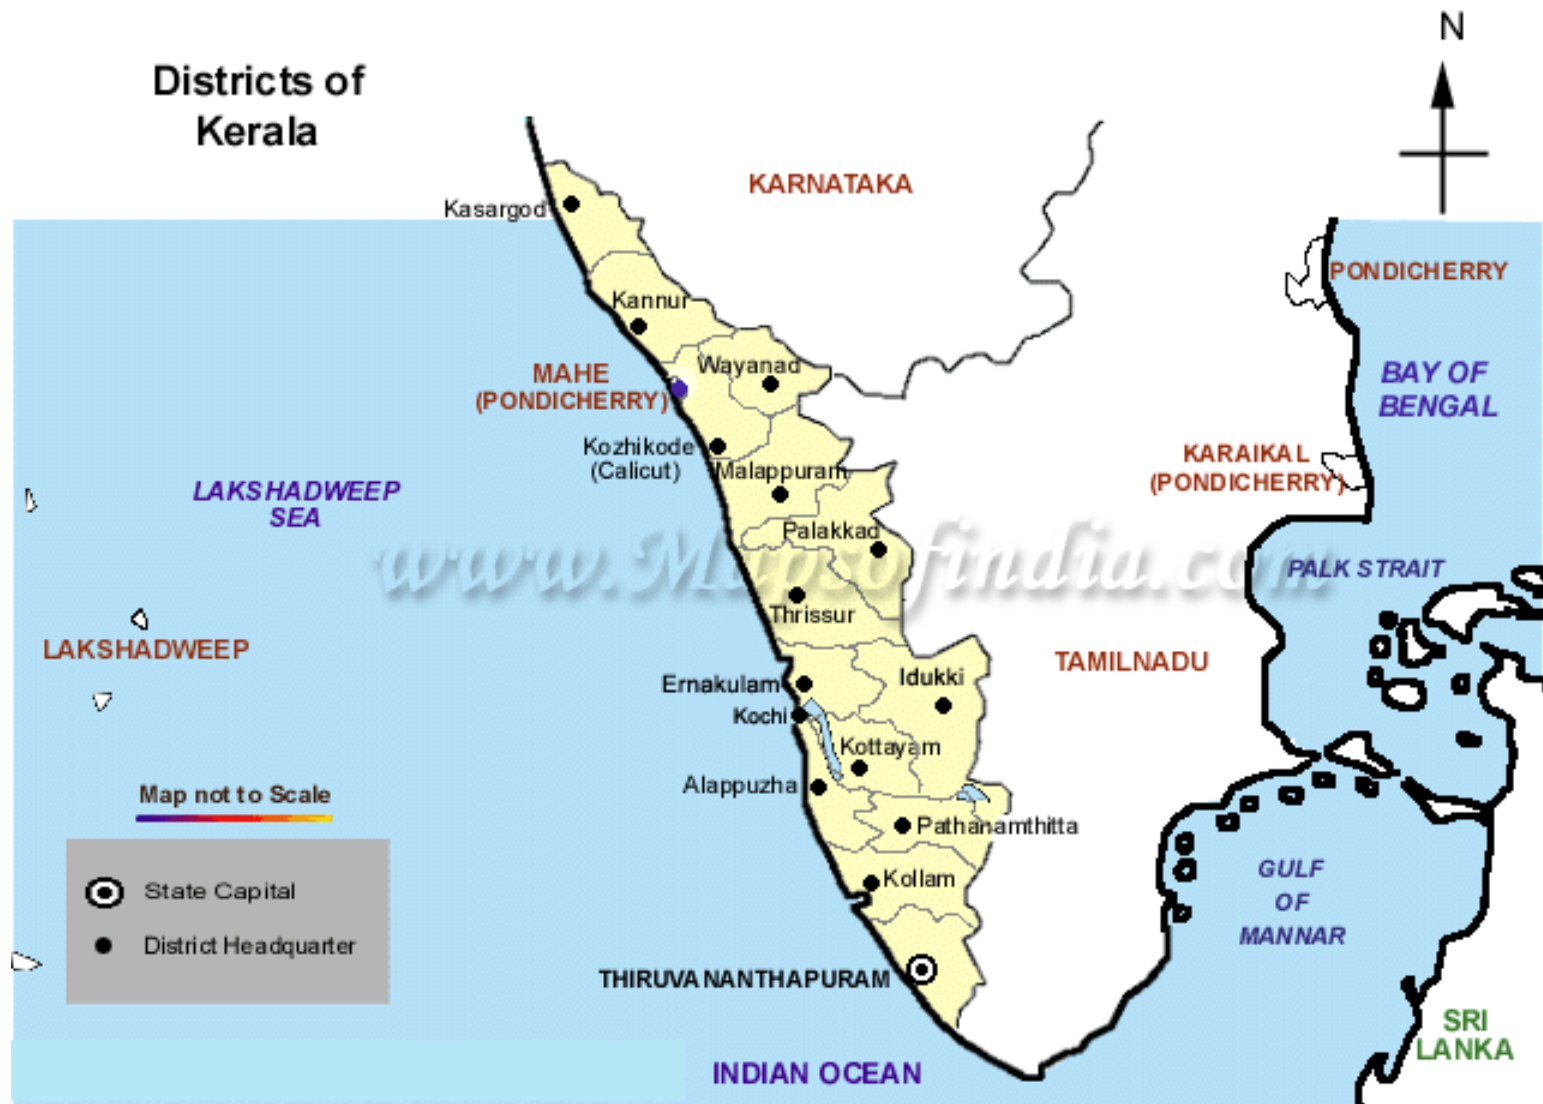 Districts of
Kerala
N
KARNATAKA
Kasargod
PONDICHERRY
Kannur
Wayanad
MAHE
(PONDICHERRY)
BAY OF
BENGAL
Kozhikode
(Calicut)
Malappuram
KARAIKAL
(PONDICHERRY)
LAKSHADWEEP
SEA
Palakkad
www.Mapsofindia.com
PALK STRAIT
Thrissur
LAKSHADWEEP
TAMILNADU
Ernakulam
Idukki
Kochi
Kottayam
Alappuzha
Map not to Scale
Pathanamthitta
State Capital
District Headquarter
Kollam
GULF
OF
MANNAR
THIRUVANANTHAPURAM
SRI
LANKA
INDIAN OCEAN